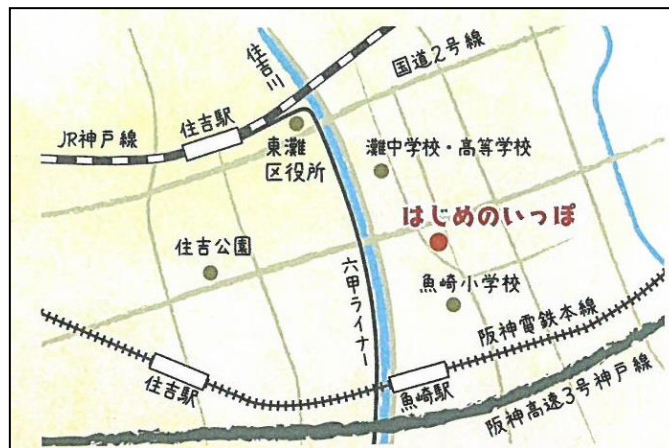 住吉川
国道2号線
JR神戸線
住吉駅
東灘
区役所
灘中学校・高等学校
はじめのいっぽ
住吉公園
六甲ライナー
魚崎小学校
阪神電鉄本線
住吉駅
魚崎駅
阪神高速3号神戸線